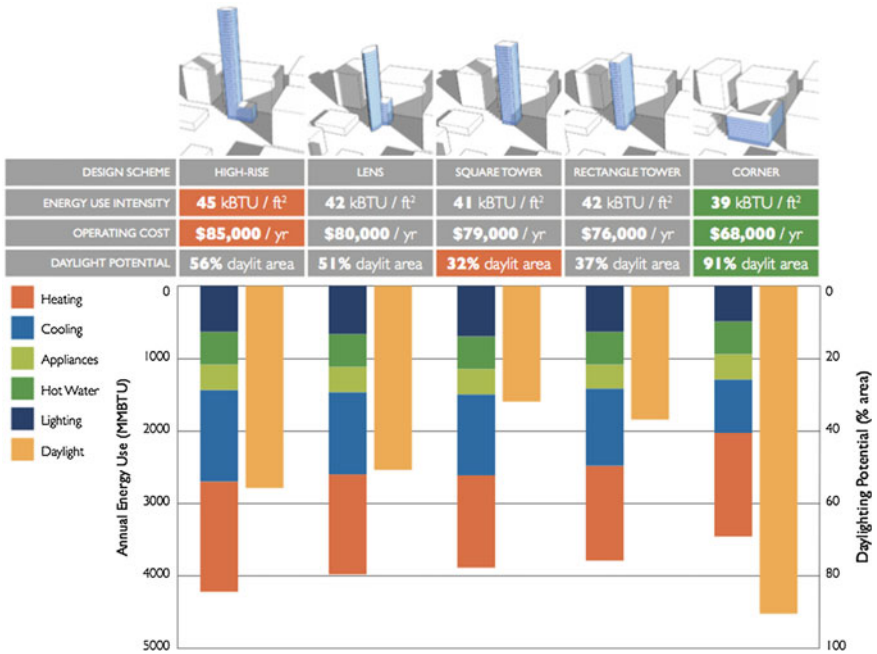 DESIGN SCHEME HIGH-RISE LENS SQUARE TOWER RECTANGLE TOWER CORNER
ENERGY USE INTENSITY 45 kBTU / ft² 42 kBTU / ft² 41 kBTU / ft² 42 kBTU / ft² 39 kBTU / ft²
OPERATING COST $85,000 / yr $80,000 / yr $79,000 / yr $76,000 / yr $68,000 / yr
DAYLIGHT POTENTIAL 56% daylit area 51% daylit area 32% daylit area 37% daylit area 91% daylit area
Heating
Cooling
Appliances
Hot Water
Lighting
Daylight
Annual Energy Use (MMBTU)
0
1000
2000
3000
4000
5000
0
20
40
60
80
100
Daylighting Potential (% area)